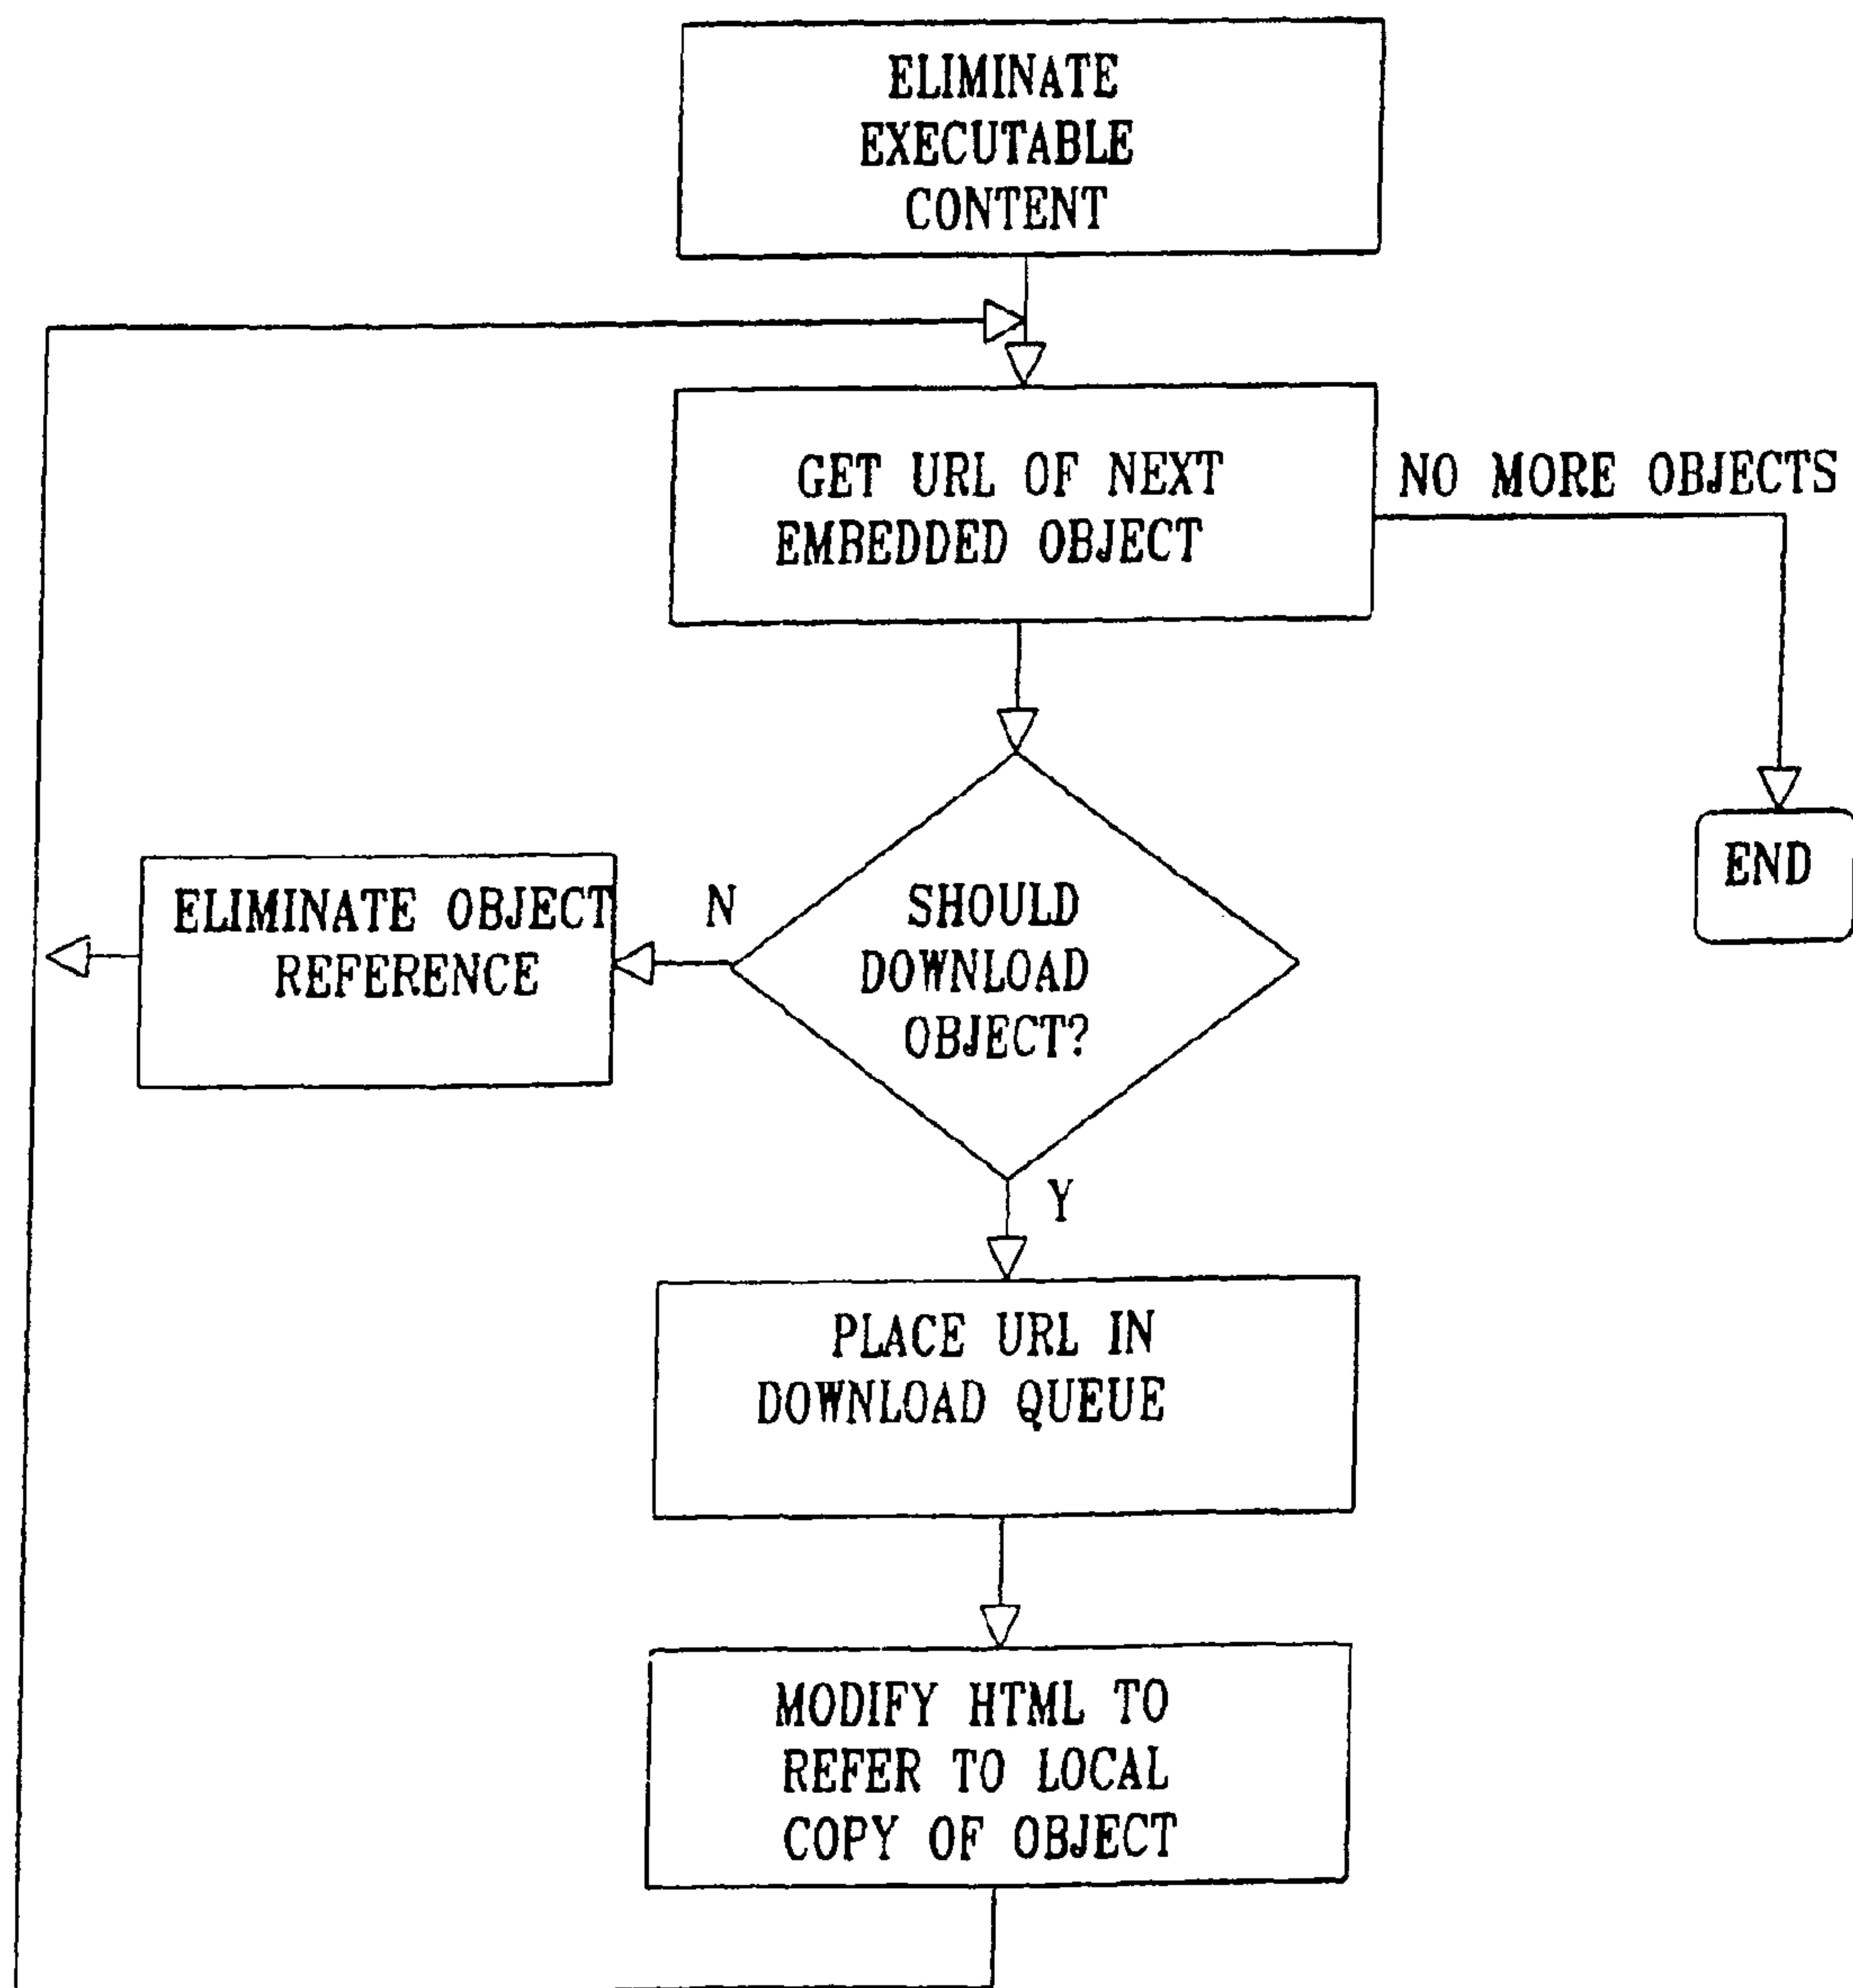 ELIMINATE
EXECUTABLE
CONTENT
GET URL OF NEXT
EMBEDDED OBJECT
NO MORE OBJECTS
END
ELIMINATE OBJECT
REFERENCE
N
SHOULD
DOWNLOAD
OBJECT?
Y
PLACE URL IN
DOWNLOAD QUEUE
MODIFY HTML TO
REFER TO LOCAL
COPY OF OBJECT